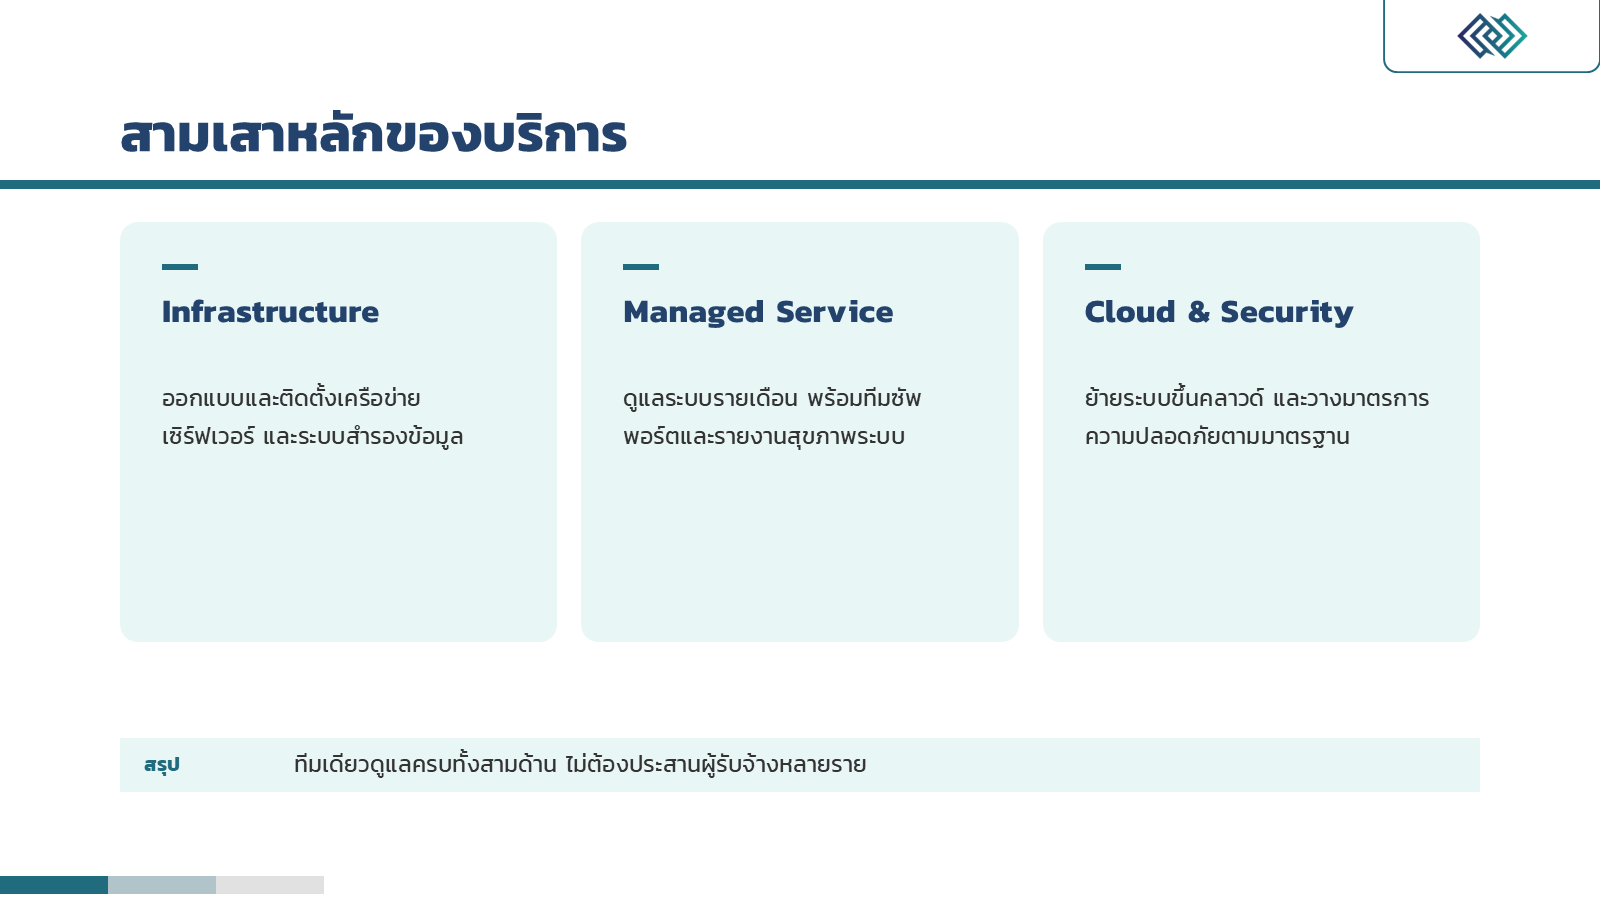 สามเสาหลักของบริการ
Infrastructure
ออกแบบและติดตั้งเครือข่าย
เซิร์ฟเวอร์ และระบบสำรองข้อมูล
Managed Service
ดูแลระบบรายเดือน พร้อมทีมซัพ
พอร์ตและรายงานสุขภาพระบบ
Cloud & Security
ย้ายระบบขึ้นคลาวด์ และวางมาตรการ
ความปลอดภัยตามมาตรฐาน
สรุป ทีมเดียวดูแลครบทั้งสามด้าน ไม่ต้องประสานผู้รับจ้างหลายราย